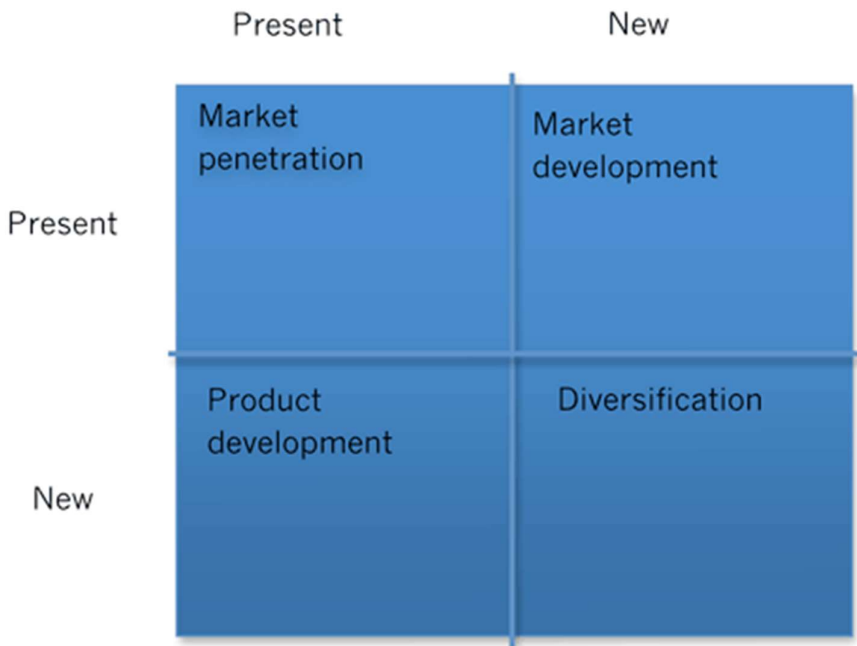 Present
New
Market
penetration
Market
development
Present
Product
development
Diversification
New